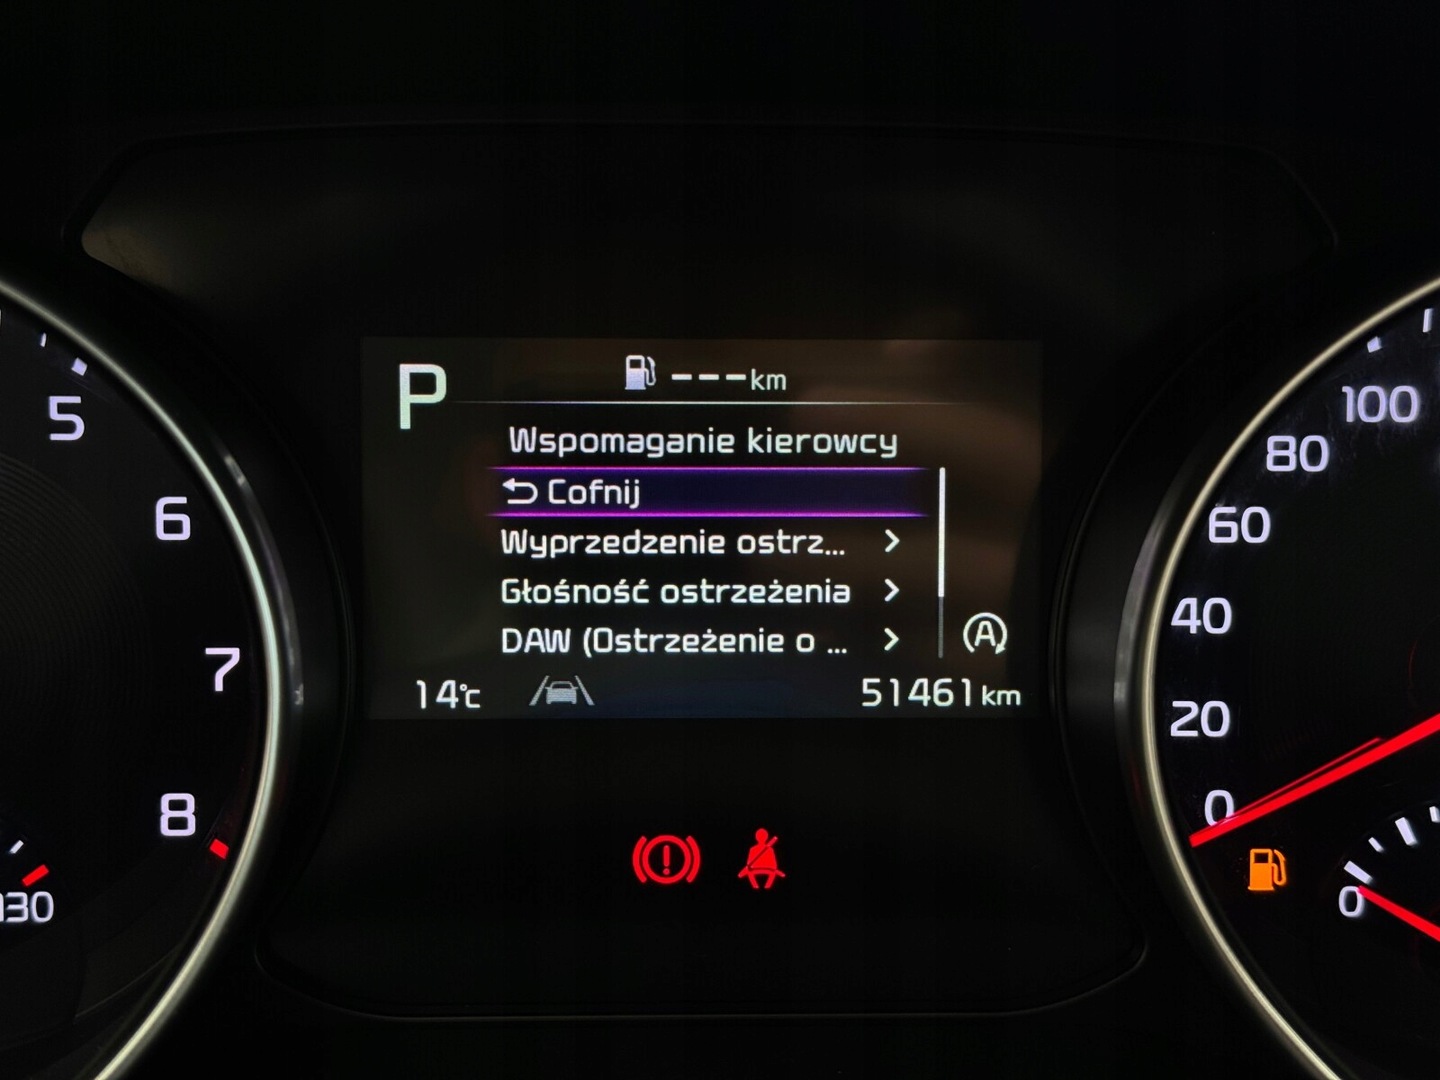 P
---km
Wspomaganie kierowcy
Cofnij
Wyprzedzenie ostrz...
Głośność ostrzeżenia
DAW (Ostrzeżenie o ...
A
14°C
51461 km
5
6
7
8
130
100
80
60
40
20
0
0